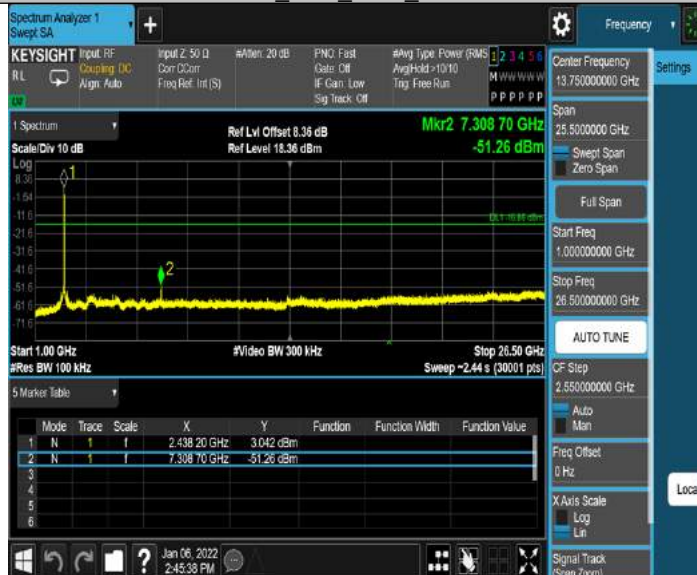 Spectrum Analyzer 1
Swept SA
Frequency
Settings
KEYSIGHT
RL
Input: RF
Coupling: DC
Align: Auto
Input Z: 50 Ω
Corr CCorr
Freq Ref: Int (S)
#Atten: 20 dB
PNO: Fast
Gate: Off
IF Gain: Low
Sig Track: Off
#Avg Type: Power (RMS
Avg|Hold:>10/10
Trig: Free Run
1 2 3 4 5 6
M W W W W W
P P P P P P
1 Spectrum
Scale/Div 10 dB
Ref Lvl Offset 8.36 dB
Ref Level 18.36 dBm
Mkr2 7.308 70 GHz
-51.26 dBm
Log
8.36
-1.64
-11.6
-21.6
-31.6
-41.6
-51.6
-61.6
-71.6
1
2
Start 1.00 GHz
#Res BW 100 kHz
#Video BW 300 kHz
Stop 26.50 GHz
Sweep ~2.44 s (30001 pts)
5 Marker Table
Mode Trace Scale X Y Function Function Width Function Value
1 N 1 f 2.438 20 GHz 3.042 dBm
2 N 1 f 7.308 70 GHz -51.26 dBm
3
4
5
6
Jan 06, 2022
2:45:38 PM
Center Frequency
13.750000000 GHz
Span
25.5000000 GHz
Swept Span
Zero Span
Full Span
Start Freq
1.000000000 GHz
Stop Freq
26.500000000 GHz
AUTO TUNE
CF Step
2.550000000 GHz
Auto
Man
Freq Offset
0 Hz
X Axis Scale
Log
Lin
Signal Track
(Span Zoom)
Loca